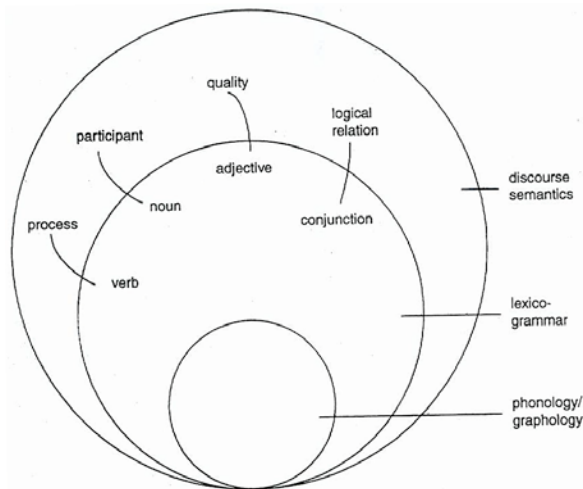 quality
logical
relation
participant
adjective
discourse
semantics
noun
conjunction
process
verb
lexico-
grammar
phonology/
graphology